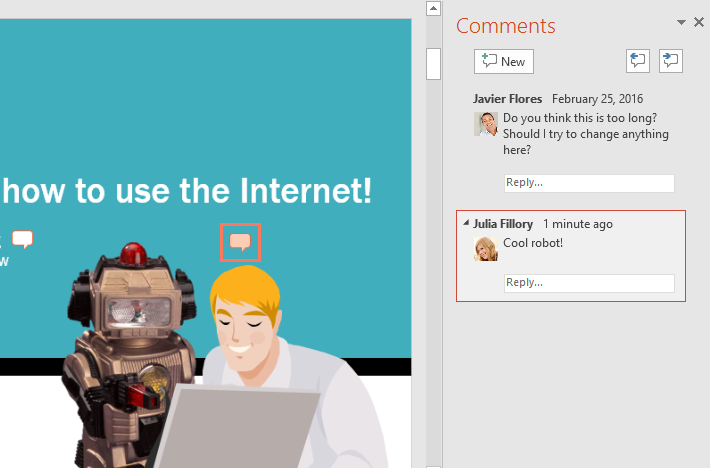 how to use the Internet!
w
Comments
New
Javier Flores February 25, 2016
Do you think this is too long?
Should I try to change anything
here?
Reply...
Julia Fillory 1 minute ago
Cool robot!
Reply...